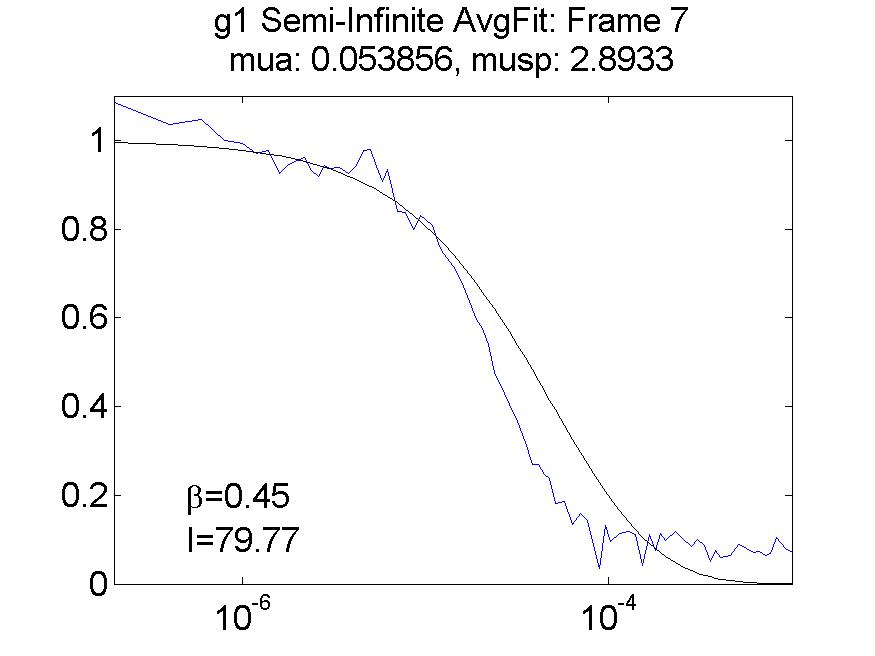 g1 Semi-Infinite AvgFit: Frame 7
mua: 0.053856, musp: 2.8933
1
0.8
0.6
0.4
0.2
0
β=0.45
I=79.77
10^-6
10^-4